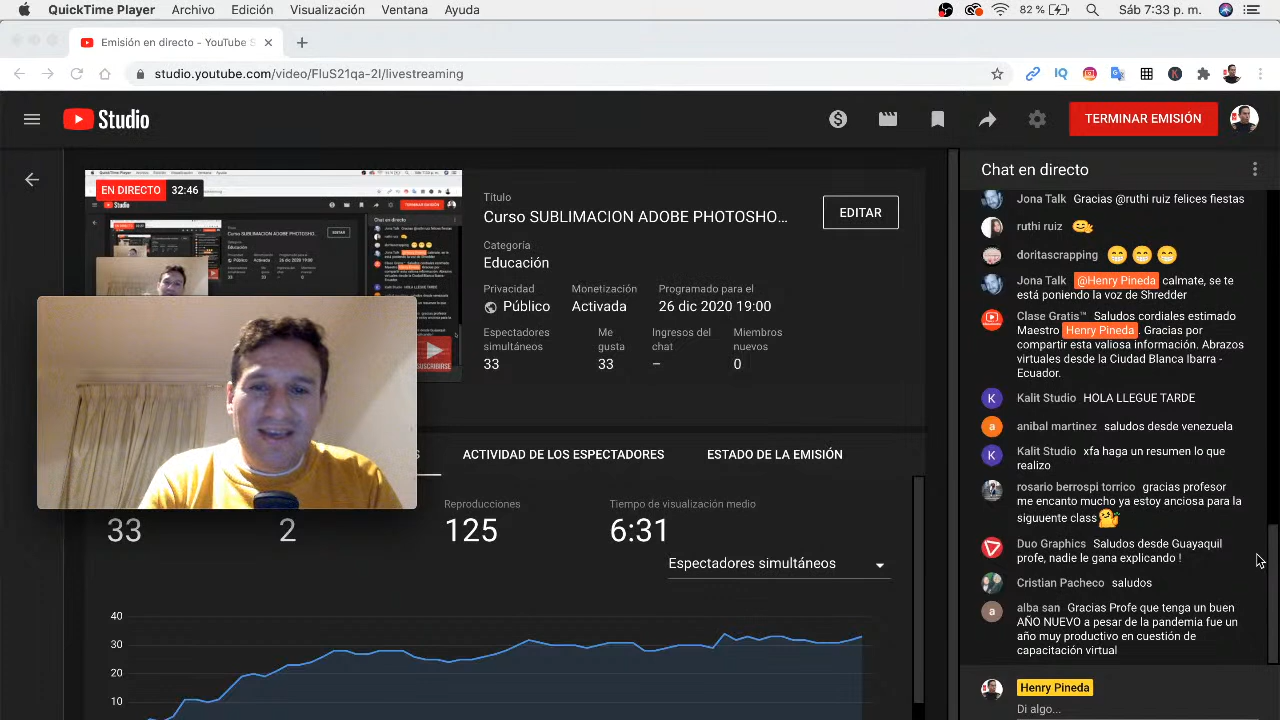 QuickTime Player Archivo Edición Visualización Ventana Ayuda 82 % Sáb 7:33 p. m.
Emisión en directo - YouTube S
studio.youtube.com/video/FIuS21qa-2I/livestreaming
Studio
TERMINAR EMISIÓN
EN DIRECTO 32:46
Título
Curso SUBLIMACION ADOBE PHOTOSHO...
EDITAR
Categoría
Educación
Privacidad Monetización Programado para el
Público Activada 26 dic 2020 19:00
Espectadores Me Ingresos del Miembros
simultáneos gusta chat nuevos
33 33 – 0
ACTIVIDAD DE LOS ESPECTADORES ESTADO DE LA EMISIÓN
Reproducciones Tiempo de visualización medio
33 2 125 6:31
Espectadores simultáneos
40
30
20
10
Chat en directo
Jona Talk Gracias @ruthi ruiz felises fiestas
ruthi ruiz
doritasrapping
Jona Talk @Henry Pineda calmate, se te
está poniendo la voz de shredder
Clase Gratis™ Saludos cordiales estimado
Maestro Henry Pineda. Gracias por
compartir esta valiosa información. Abrazos
virtuales desde la Ciudad Blanca Ibarra -
Ecuador.
Kalit Studio HOLA LLEGUE TARDE
anibal martinez saludos desde venezuela
Kalit Studio xfa haga un resumen lo que
realizo
rosario berrospi torrico gracias profesor
me encanto mucho ya estoy anciosa para la
siguuente class
Duo Graphics Saludos desde Guayaquil
profe, nadie le gana explicando !
Cristian Pacheco saludos
alba san Gracias Profe que tenga un buen
AÑO NUEVO a pesar de la pandemia fue un
año muy productivo en cuestion de
capacitación virtual
Henry Pineda
Di algo...